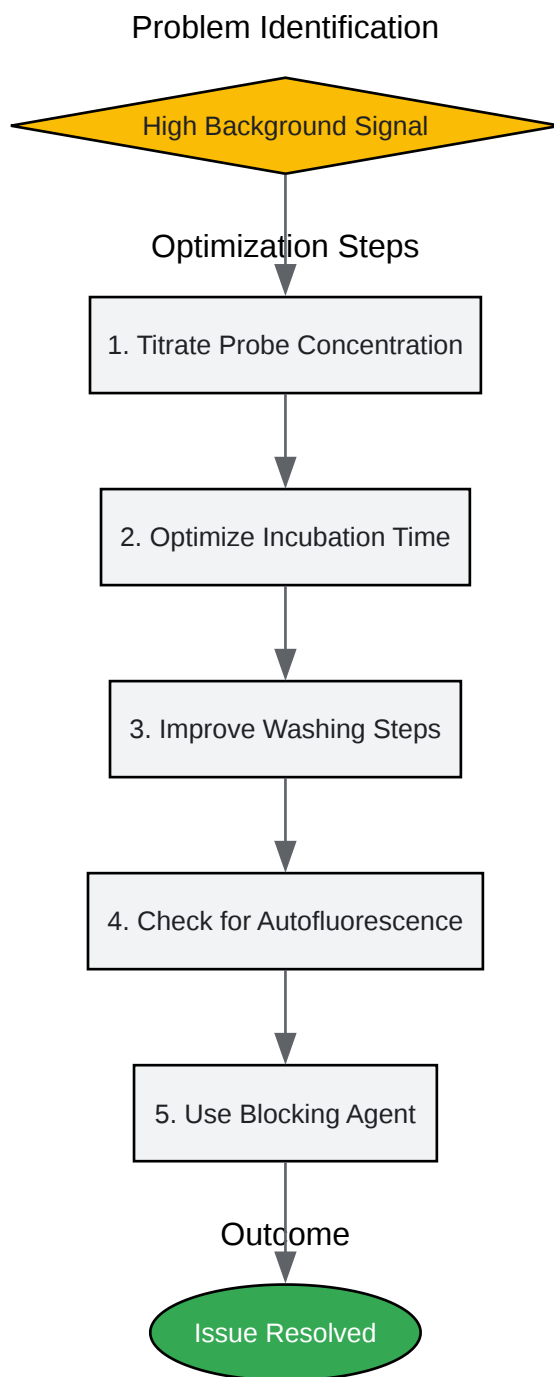 Problem Identification
High Background Signal
Optimization Steps
1. Titrate Probe Concentration
2. Optimize Incubation Time
3. Improve Washing Steps
4. Check for Autofluorescence
5. Use Blocking Agent
Outcome
Issue Resolved